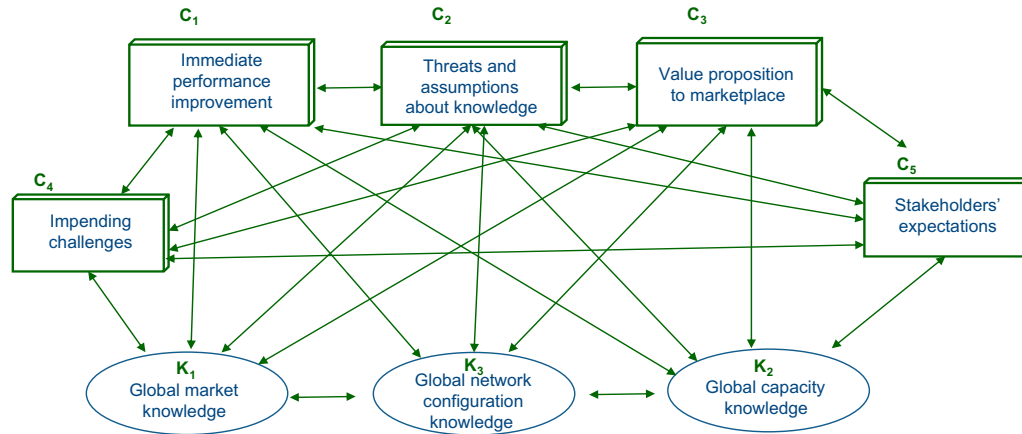 C1
C2
C3
Immediate
performance
improvement
Threats and
assumptions
about knowledge
Value proposition
to marketplace
C4
C5
Impending
challenges
Stakeholders’
expectations
K1
Global market
knowledge
K3
Global network
configuration
knowledge
K2
Global capacity
knowledge